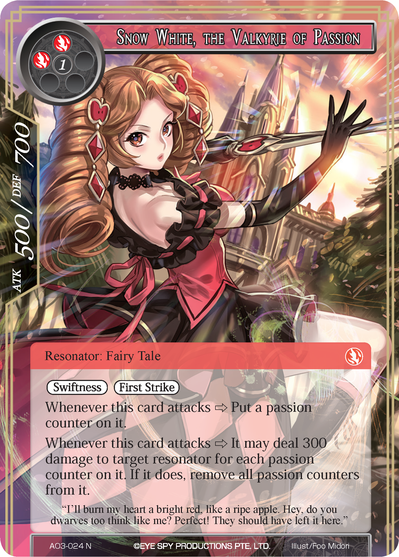 Snow White, the Valkyrie of Passion
1
ATK 500 / DEF 700
Resonator: Fairy Tale
Swiftness First Strike
Whenever this card attacks ⇨ Put a passion
counter on it.
Whenever this card attacks ⇨ It may deal 300
damage to target resonator for each passion
counter on it. If it does, remove all passion counters
from it.
“I’ll burn my heart a bright red, like a ripe apple. Hey, do you
dwarves too think like me? Perfect! They should have left it here.”
A03-024 N ©EYE SPY PRODUCTIONS PTE, LTD. Illust/Foo Midori